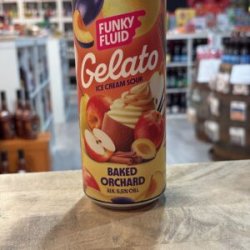 FUNKY
FLUID
Gelato
ICE CREAM SOUR
BAKED
ORCHARD